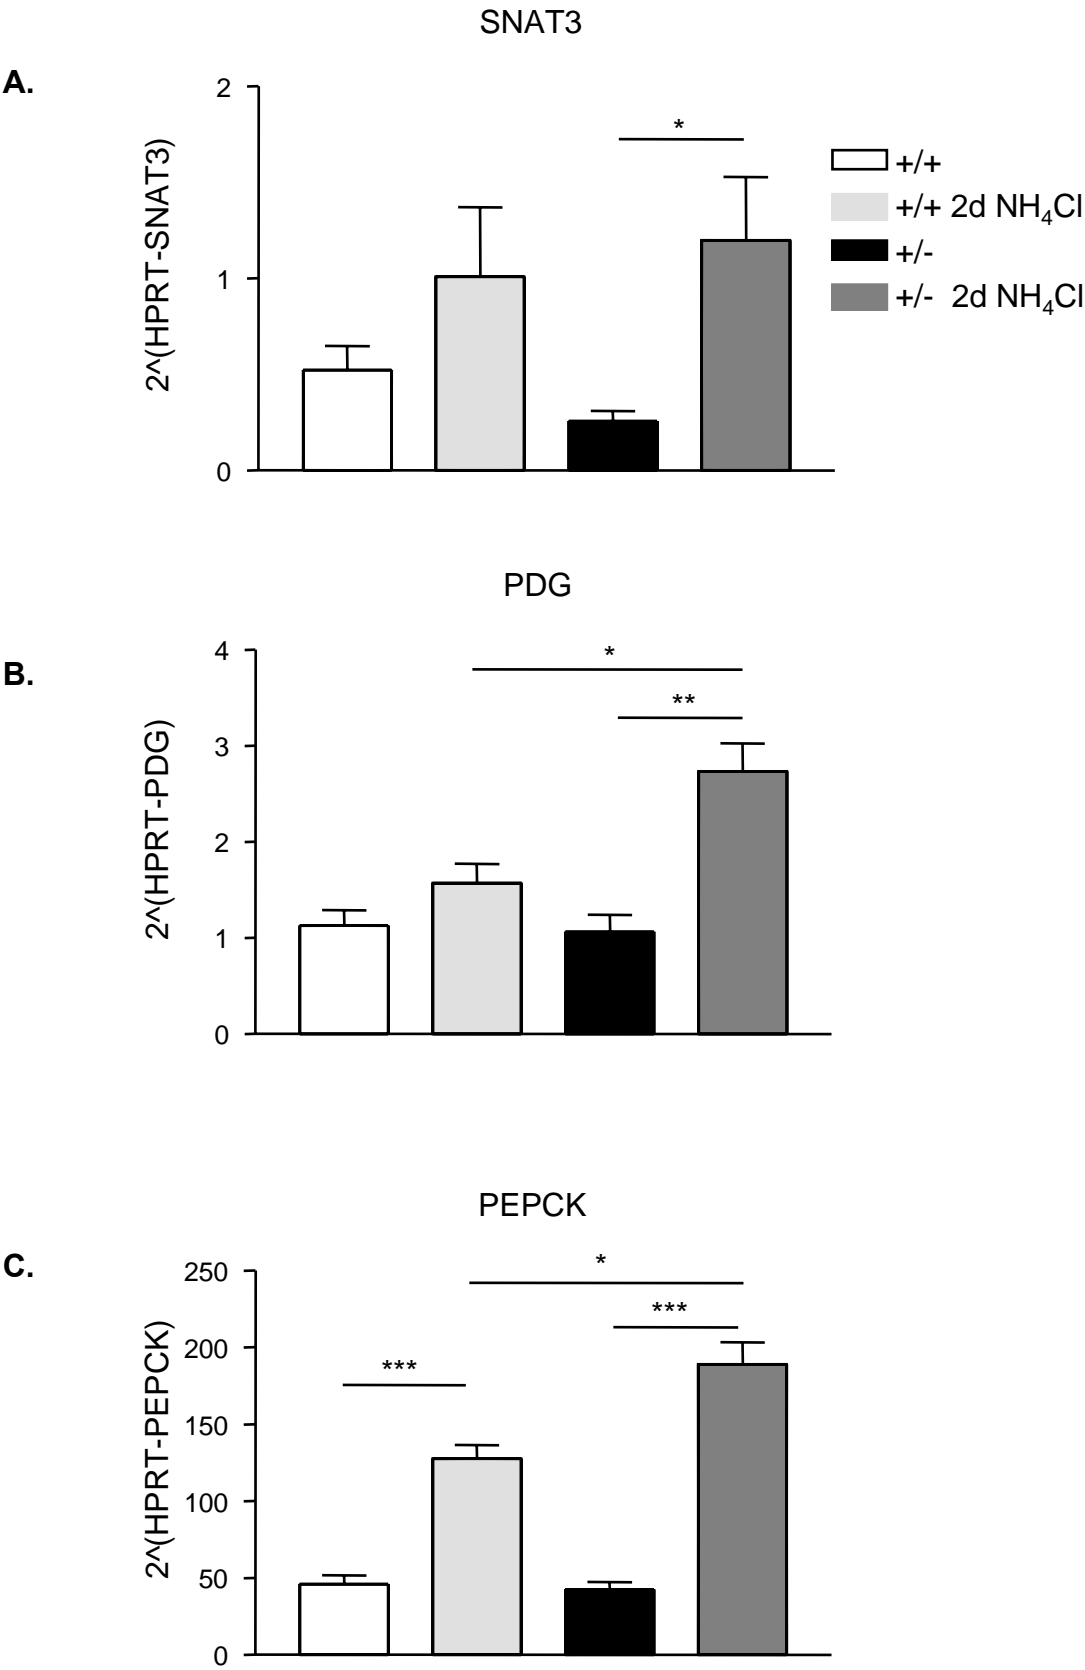 SNAT3
A.
2
1
0
2^(HPRT-SNAT3)
*
+/+
+/+ 2d NH4Cl
+/-
+/- 2d NH4Cl
PDG
B.
4
3
2
1
0
2^(HPRT-PDG)
*
**
PEPCK
C.
250
200
150
100
50
0
2^(HPRT-PEPCK)
*
***
***